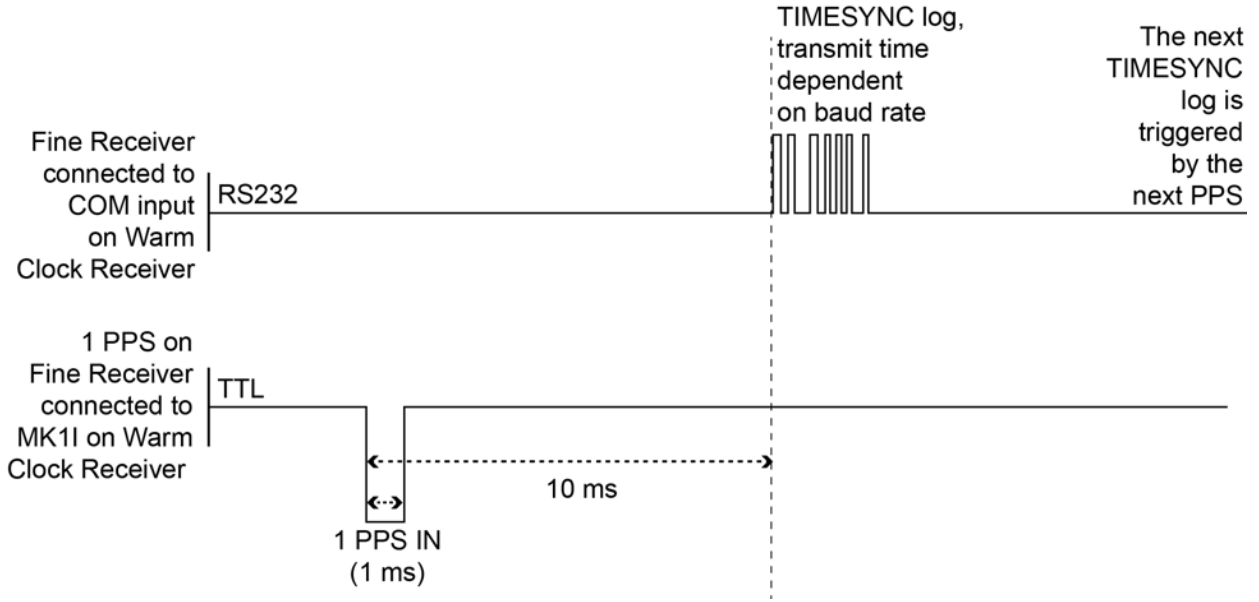 TIMESYNC log,
transmit time
dependent
on baud rate
The next
TIMESYNC
log is
triggered
by the
next PPS
Fine Receiver
connected to
COM input
on Warm
Clock Receiver
RS232
1 PPS on
Fine Receiver
connected to
MK1I on Warm
Clock Receiver
TTL
10 ms
1 PPS IN
(1 ms)